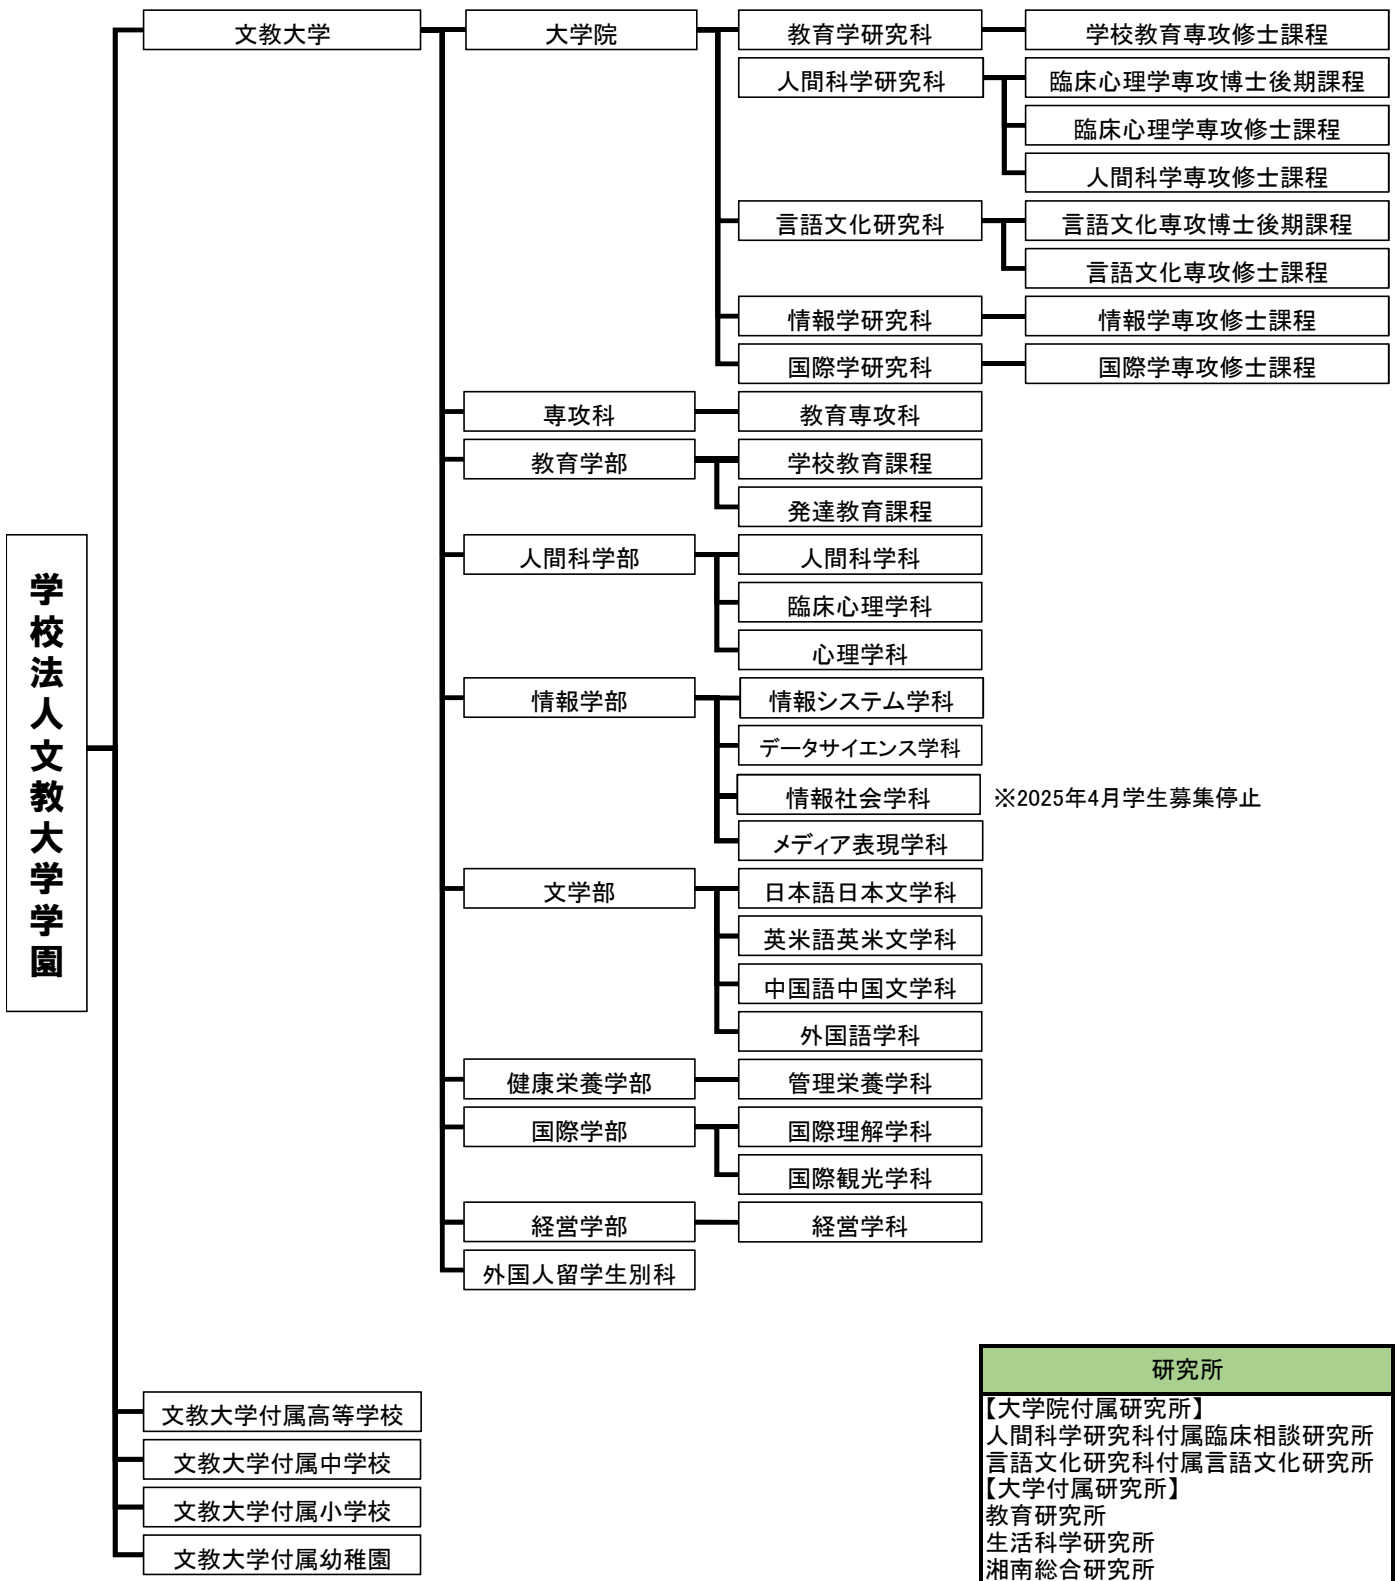 学校法人文教大学学園
文教大学
大学院
教育学研究科
学校教育専攻修士課程
人間科学研究科
臨床心理学専攻博士後期課程
臨床心理学専攻修士課程
人間科学専攻修士課程
言語文化研究科
言語文化専攻博士後期課程
言語文化専攻修士課程
情報学研究科
情報学専攻修士課程
国際学研究科
国際学専攻修士課程
専攻科
教育専攻科
教育学部
学校教育課程
発達教育課程
人間科学部
人間科学科
臨床心理学科
心理学科
情報学部
情報システム学科
データサイエンス学科
情報社会学科
※2025年4月学生募集停止
メディア表現学科
文学部
日本語日本文学科
英米語英米文学科
中国語中国文学科
外国語学科
健康栄養学部
管理栄養学科
国際学部
国際理解学科
国際観光学科
経営学部
経営学科
外国人留学生別科
文教大学付属高等学校
文教大学付属中学校
文教大学付属小学校
文教大学付属幼稚園
研究所
【大学院付属研究所】
人間科学研究科付属臨床相談研究所
言語文化研究科付属言語文化研究所
【大学付属研究所】
教育研究所
生活科学研究所
湘南総合研究所